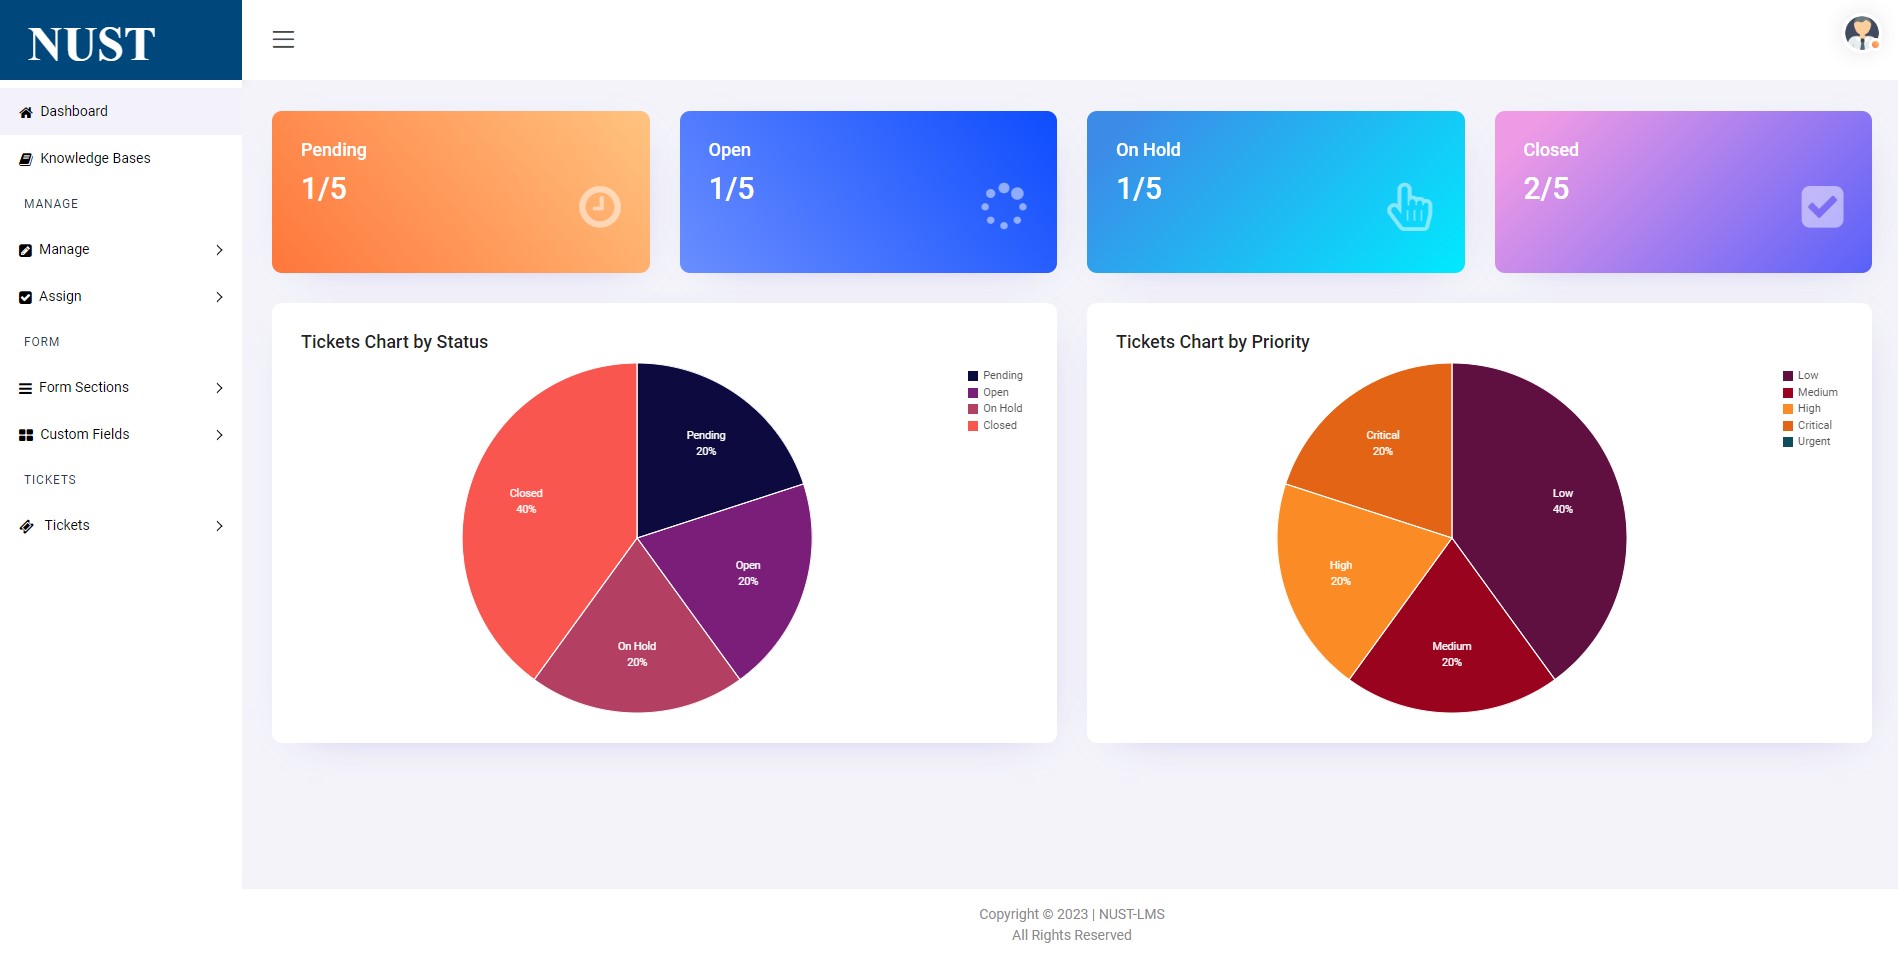 NUST
Dashboard
Knowledge Bases
MANAGE
Manage
Assign
FORM
Form Sections
Custom Fields
TICKETS
Tickets
Pending
1/5
Open
1/5
On Hold
1/5
Closed
2/5
Tickets Chart by Status
Pending
Open
On Hold
Closed
Pending
20%
Closed
40%
Open
20%
On Hold
20%
Tickets Chart by Priority
Low
Medium
High
Critical
Urgent
Critical
20%
Low
40%
High
20%
Medium
20%
Copyright © 2023 | NUST-LMS
All Rights Reserved